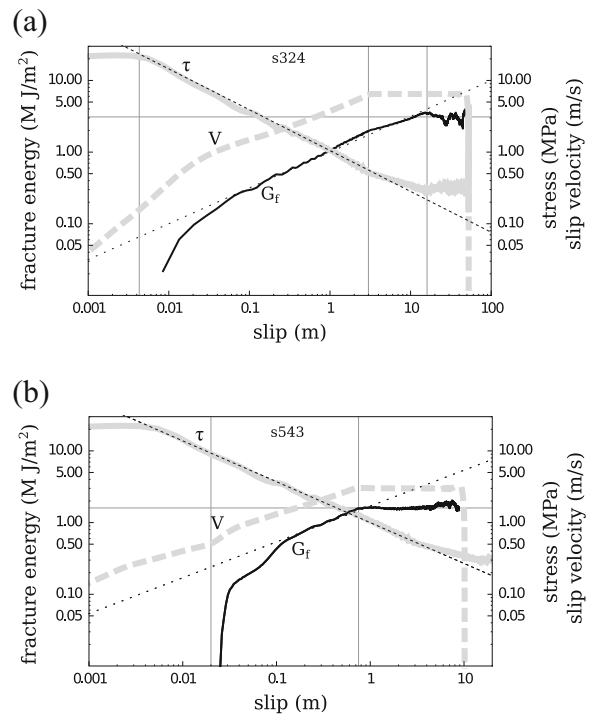 (a)
s324
τ
V
G_f
fracture energy (M J/m²)
10.00
5.00
1.00
0.50
0.10
0.05
10.00
5.00
1.00
0.50
0.10
0.05
stress (MPa)
slip velocity (m/s)
0.001
0.01
0.1
1
10
100
slip (m)
(b)
s543
τ
V
G_f
fracture energy (M J/m²)
10.00
5.00
1.00
0.50
0.10
0.05
10.00
5.00
1.00
0.50
0.10
0.05
stress (MPa)
slip velocity (m/s)
0.001
0.01
0.1
1
10
slip (m)